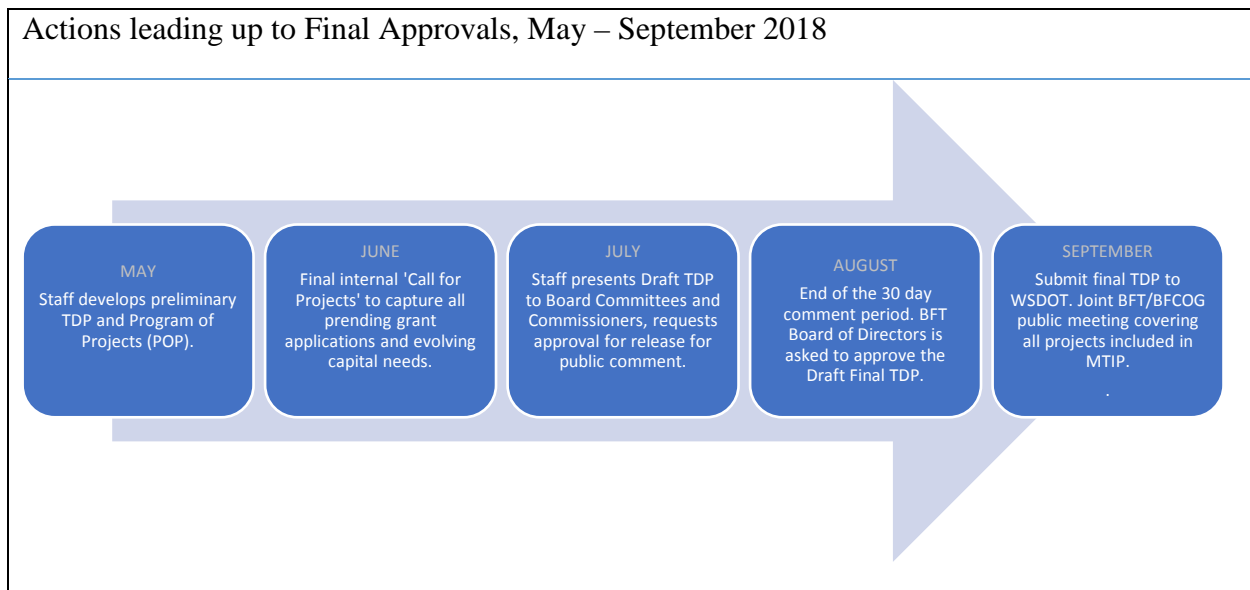 Actions leading up to Final Approvals, May – September 2018
MAY
Staff develops preliminary
TDP and Program of
Projects (POP).
JUNE
Final internal 'Call for
Projects' to capture all
prending grant
applications and evolving
capital needs.
JULY
Staff presents Draft TDP
to Board Committees and
Commissioners, requests
approval for release for
public comment.
AUGUST
End of the 30 day
comment period. BFT
Board of Directors is
asked to approve the
Draft Final TDP.
SEPTEMBER
Submit final TDP to
WSDOT. Joint BFT/BFCOG
public meeting covering
all projects included in
MTIP.
.